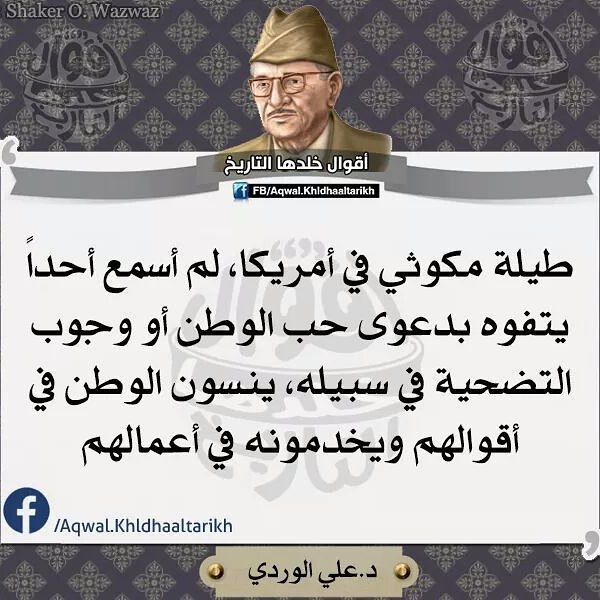 Shaker O. Wazwaz
أقوال خلدها التاريخ
FB/Aqwal.Khldhaaltarikh
طيلة مكوثي في أمريكا، لم أسمع أحداً
يتفوه بدعوى حب الوطن أو وجوب
التضحية في سبيله، ينسون الوطن في
أقوالهم ويخدمونه في أعمالهم
/Aqwal.Khldhaaltarikh
د.علي الوردي